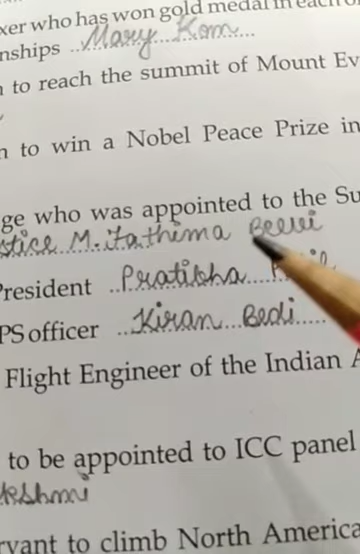 xer who has won gold medal in each of
nships ..Mary Kom...
n to reach the summit of Mount Ev
n to win a Nobel Peace Prize in
ge who was appointed to the Su
stice M. Fathima Beevi
President ..Pratibha
PS officer ..Kiran Bedi.....
Flight Engineer of the Indian A
to be appointed to ICC panel
kshmi
rvant to climb North America